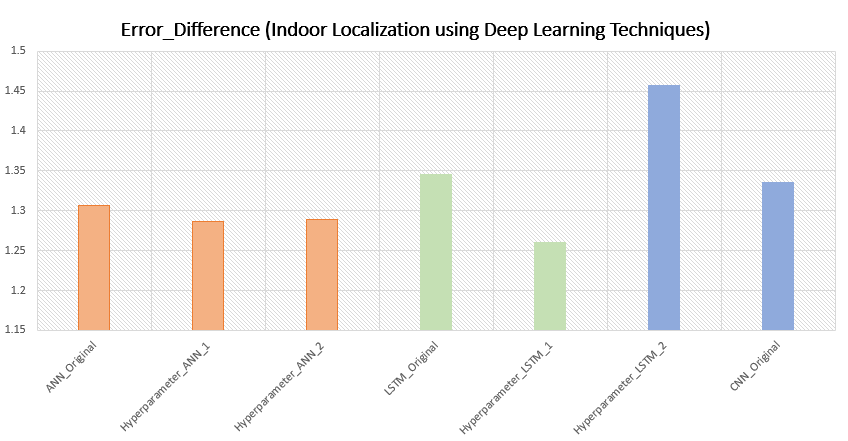 Error_Difference (Indoor Localization using Deep Learning Techniques)
1.5
1.45
1.4
1.35
1.3
1.25
1.2
1.15
ANN_Original
Hyperparameter_ANN_1
Hyperparameter_ANN_2
LSTM_Original
Hyperparameter_LSTM_1
Hyperparameter_LSTM_2
CNN_Original